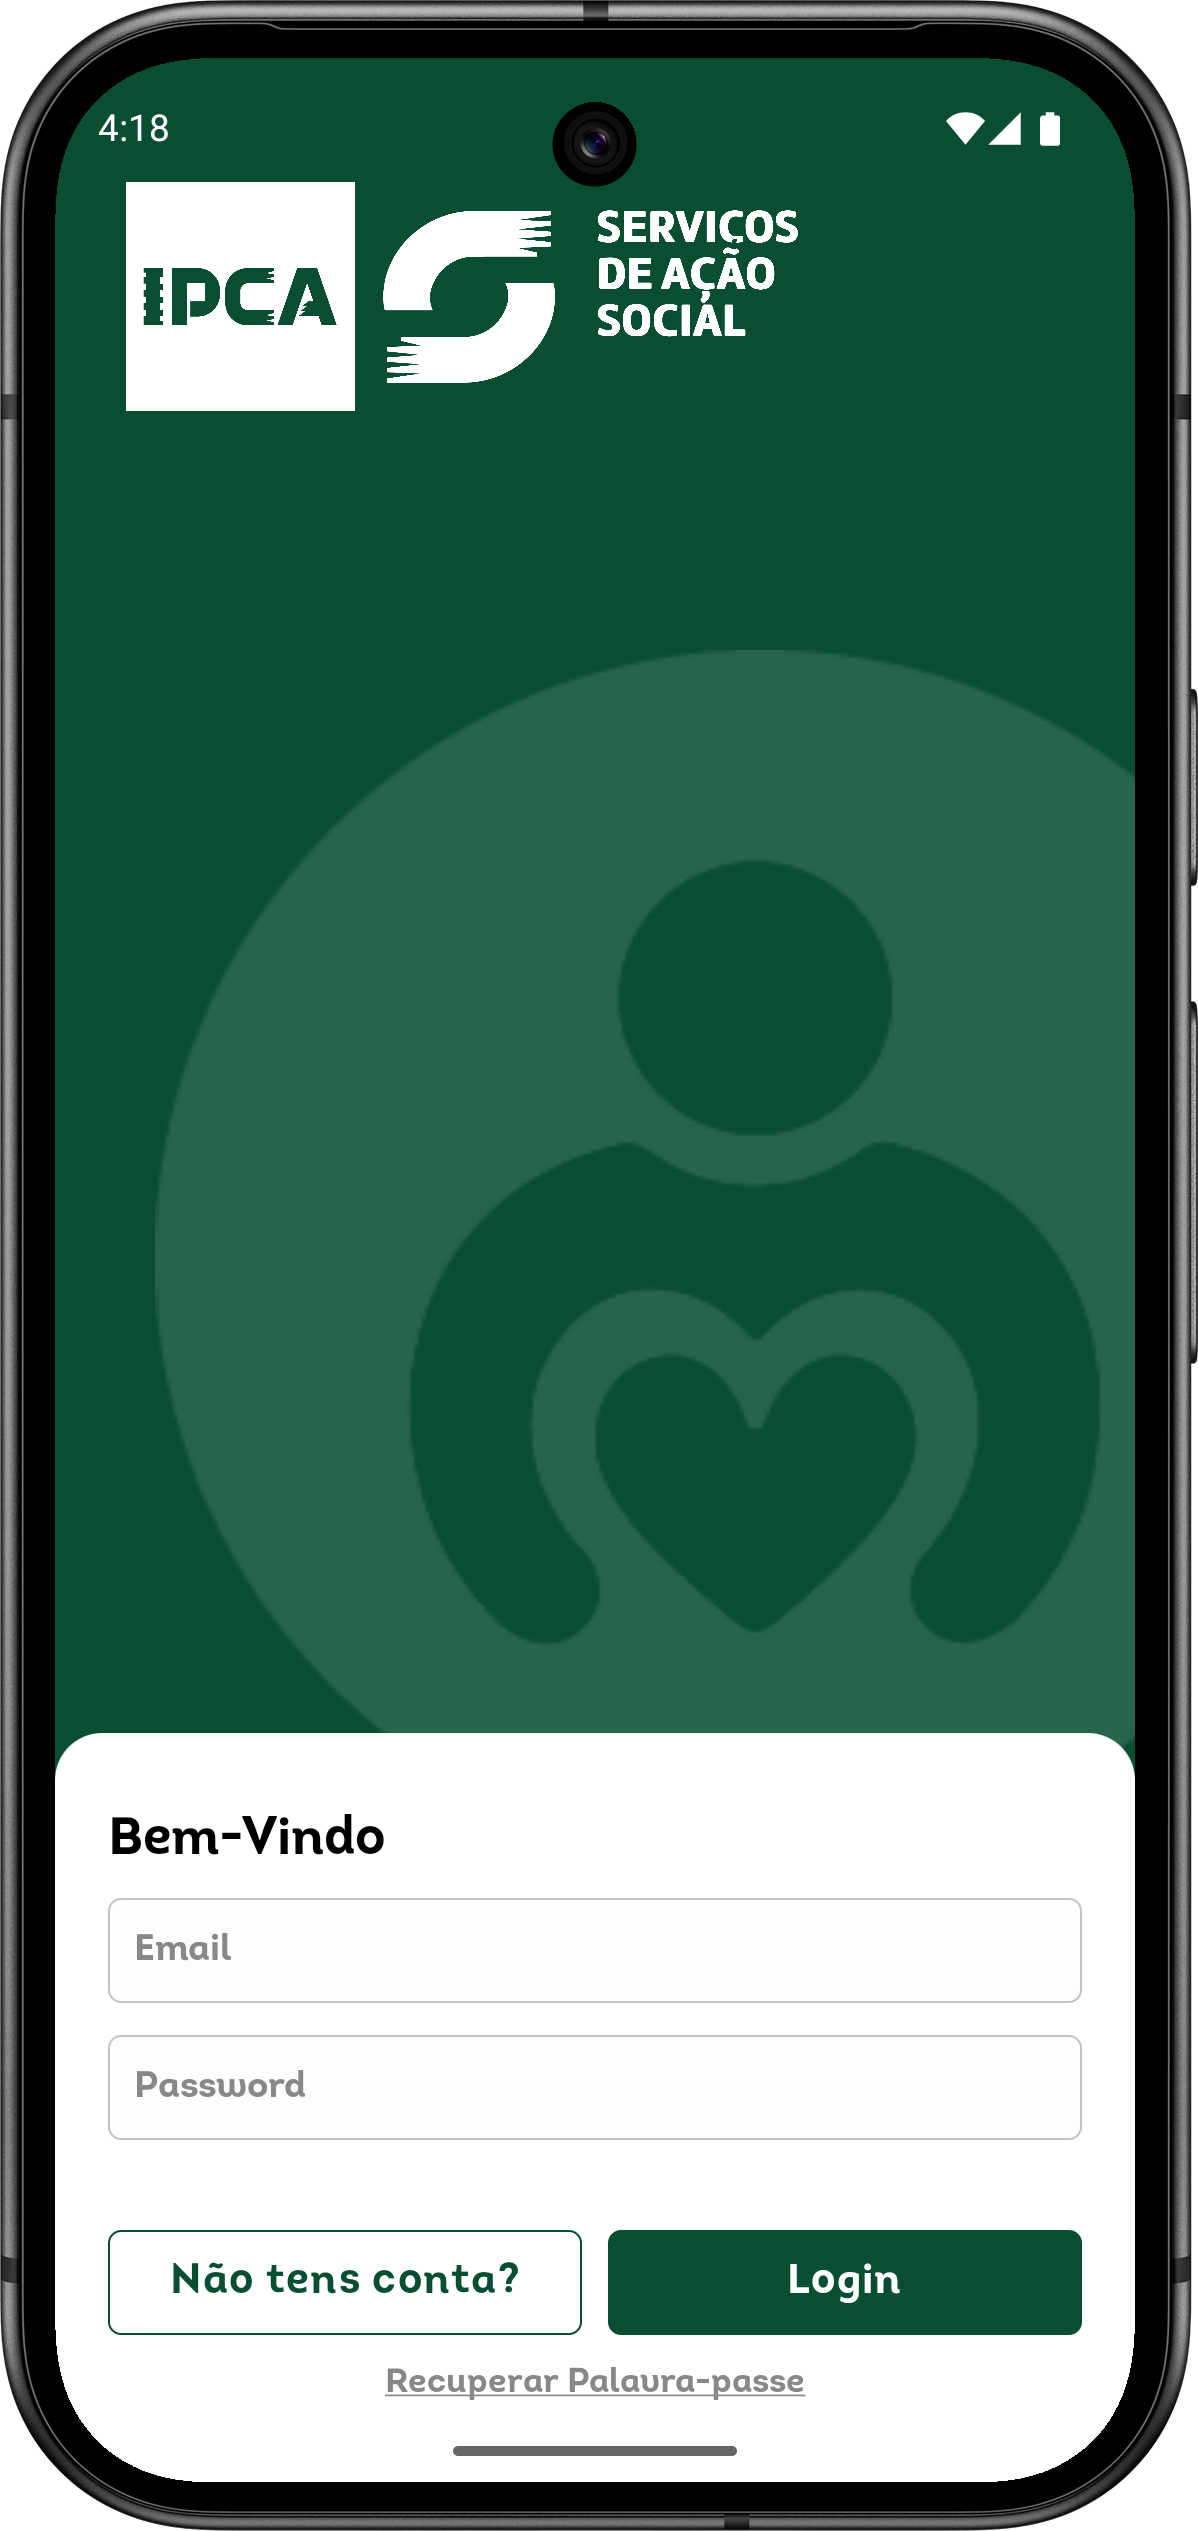 4:18
IPCA
SERVIÇOS
DE AÇÃO
SOCIAL
Bem-Vindo
Email
Password
Não tens conta?
Login
Recuperar Palavra-passe